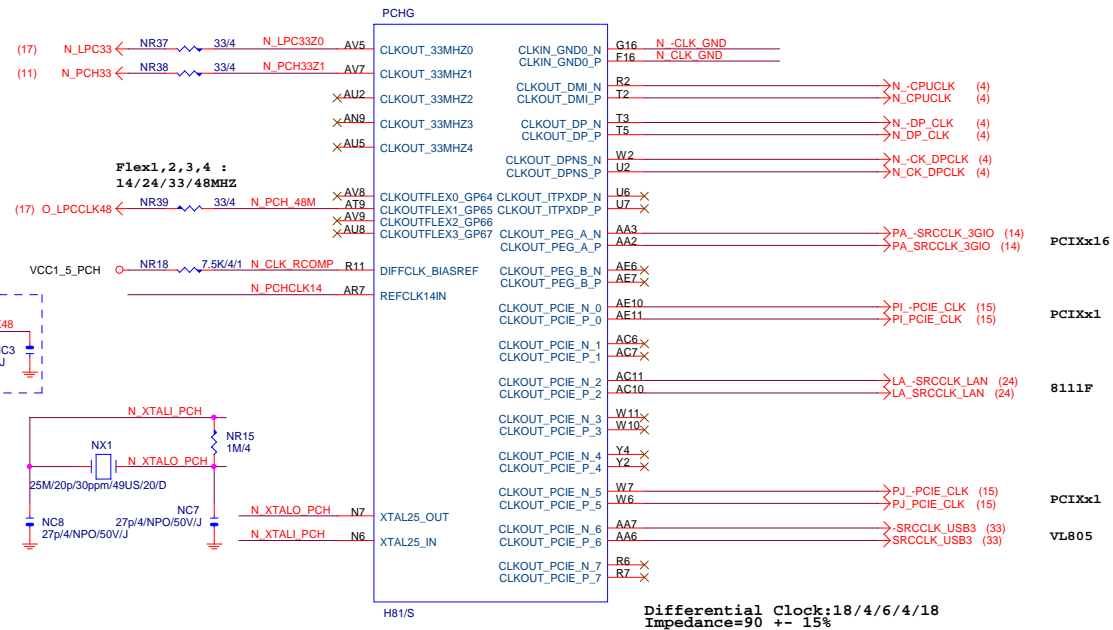 PCHG
(17) N_LPC33 NR37 33/4 N_LPC33Z0 AV5 CLKOUT_33MHZ0
(11) N_PCH33 NR38 33/4 N_PCH33Z1 AV7 CLKOUT_33MHZ1
AU2 CLKOUT_33MHZ2
AN9 CLKOUT_33MHZ3
AU5 CLKOUT_33MHZ4
Flex1,2,3,4 :
14/24/33/48MHZ
AV8 CLKOUTFLEX0_GP64
(17) O_LPCCLK48 NR39 33/4 N_PCH_48M AT9 CLKOUTFLEX1_GP65
AV9 CLKOUTFLEX2_GP66
AU8 CLKOUTFLEX3_GP67
VCC1_5_PCH NR18 7.5K/4/1 N_CLK_RCOMP R11 DIFFCLK_BIASREF
N_PCHCLK14 AR7 REFCLK14IN
48
C3
J
N_XTALI_PCH
NR15
1M/4
NX1 N_XTALO_PCH
25M/20p/30ppm/49US/20/D
NC8
27p/4/NPO/50V/J
NC7
27p/4/NPO/50V/J
N_XTALO_PCH N7 XTAL25_OUT
N_XTALI_PCH N6 XTAL25_IN
CLKIN_GND0_N G16 N_-CLK_GND
CLKIN_GND0_P F16 N_CLK_GND
CLKOUT_DMI_N R2 N_-CPUCLK (4)
CLKOUT_DMI_P T2 N_CPUCLK (4)
CLKOUT_DP_N T3 N_-DP_CLK (4)
CLKOUT_DP_P T5 N_DP_CLK (4)
CLKOUT_DPNS_N W2 N_-CK_DPCLK (4)
CLKOUT_DPNS_P U2 N_CK_DPCLK (4)
CLKOUT_ITPXDP_N U6
CLKOUT_ITPXDP_P U7
CLKOUT_PEG_A_N AA3 PA_-SRCCLK_3GIO (14)
CLKOUT_PEG_A_P AA2 PA_SRCCLK_3GIO (14)
PCIXx16
CLKOUT_PEG_B_N AE6
CLKOUT_PEG_B_P AE7
CLKOUT_PCIE_N_0 AE10 PI_-PCIE_CLK (15)
CLKOUT_PCIE_P_0 AE11 PI_PCIE_CLK (15)
PCIXx1
CLKOUT_PCIE_N_1 AC6
CLKOUT_PCIE_P_1 AC7
CLKOUT_PCIE_N_2 AC11 LA_-SRCCLK_LAN (24)
CLKOUT_PCIE_P_2 AC10 LA_SRCCLK_LAN (24)
8111F
CLKOUT_PCIE_N_3 W11
CLKOUT_PCIE_P_3 W10
CLKOUT_PCIE_N_4 Y4
CLKOUT_PCIE_P_4 Y2
CLKOUT_PCIE_N_5 W7 PJ_-PCIE_CLK (15)
CLKOUT_PCIE_P_5 W6 PJ_PCIE_CLK (15)
PCIXx1
CLKOUT_PCIE_N_6 AA7 -SRCCLK_USB3 (33)
CLKOUT_PCIE_P_6 AA6 SRCCLK_USB3 (33)
VL805
CLKOUT_PCIE_N_7 R6
CLKOUT_PCIE_P_7 R7
H81/S
Differential Clock:18/4/6/4/18
Impedance=90 +- 15%